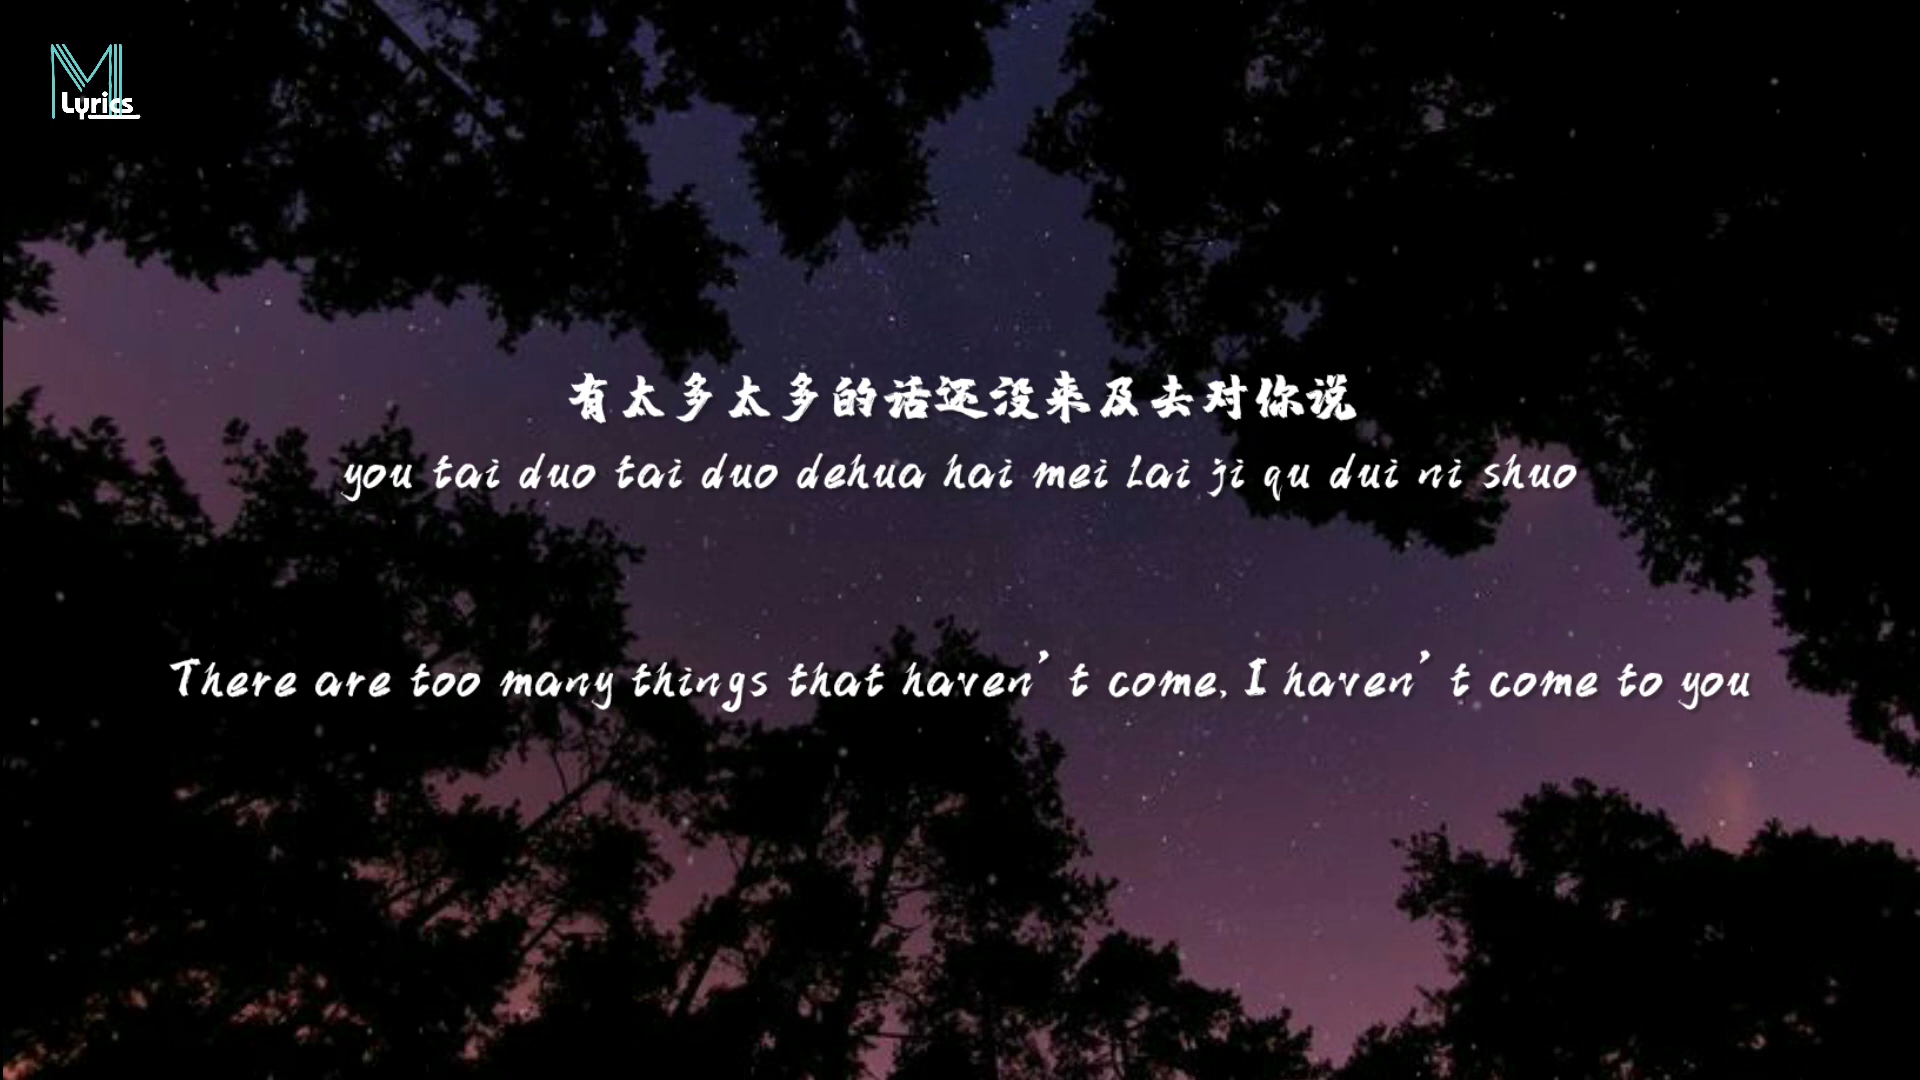 M
Lyrics
有太多太多的话还没来及去对你说
you tai duo tai duo dehua hai mei lai ji qu dui ni shuo
There are too many things that haven’t come, I haven’t come to you